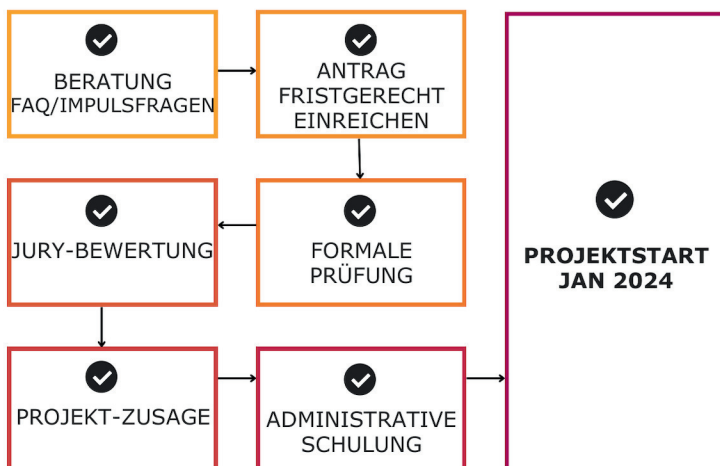 BERATUNG
FAQ/IMPULSFRAGEN
ANTRAG
FRISTGERECHT
EINREICHEN
FORMALE
PRÜFUNG
JURY-BEWERTUNG
PROJEKT-ZUSAGE
ADMINISTRATIVE
SCHULUNG
PROJEKTSTART
JAN 2024